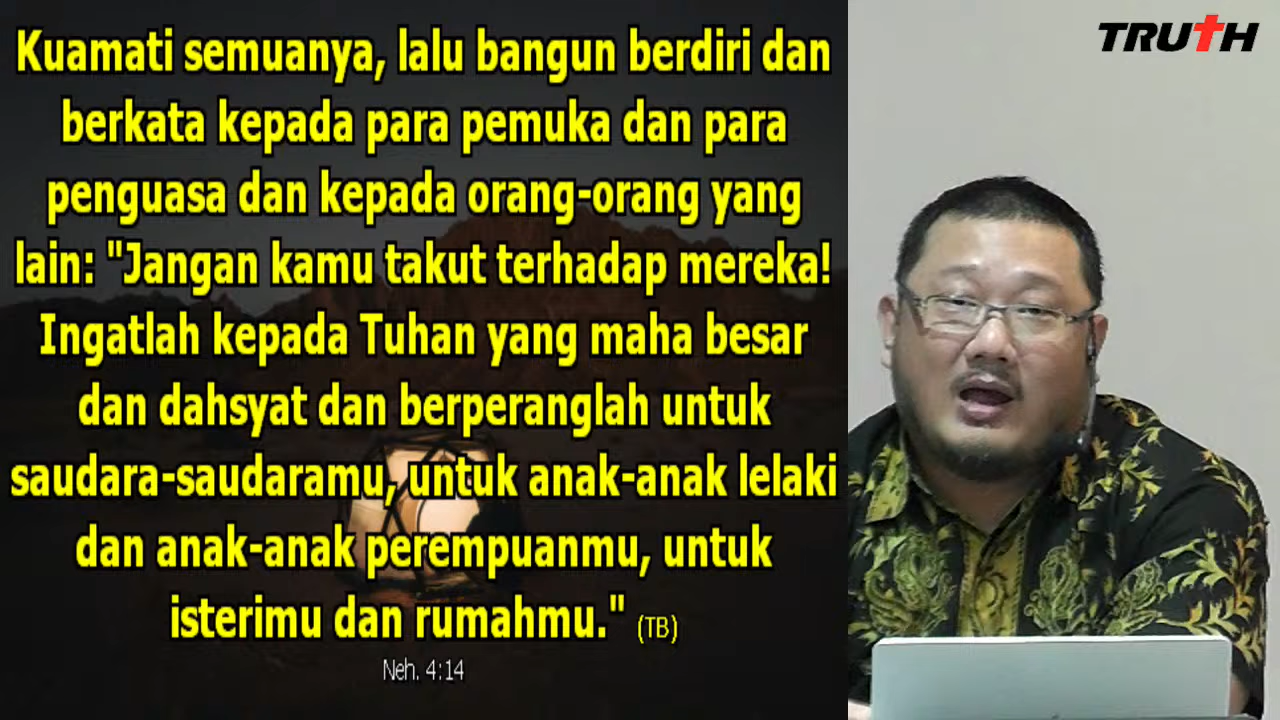 Kuamati semuanya, lalu bangun berdiri dan
berkata kepada para pemuka dan para
penguasa dan kepada orang-orang yang
lain: "Jangan kamu takut terhadap mereka!
Ingatlah kepada Tuhan yang maha besar
dan dahsyat dan berperanglah untuk
saudara-saudaramu, untuk anak-anak lelaki
dan anak-anak perempuanmu, untuk
isterimu dan rumahmu." (TB)
Neh. 4:14
TRUTH